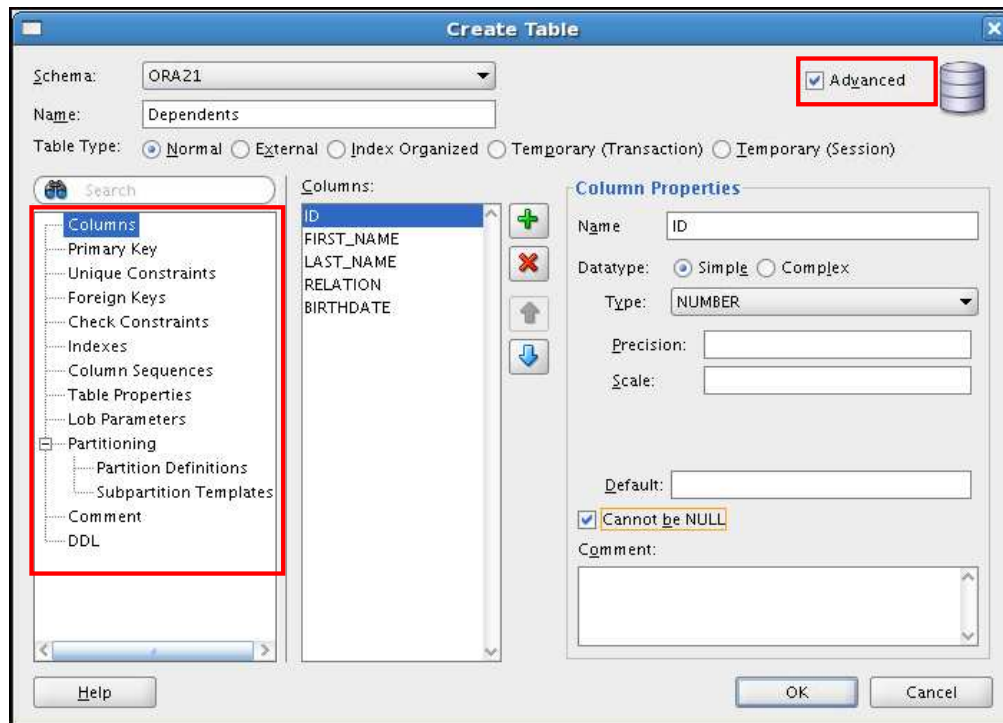 Create Table
Schema: ORA21
Advanced
Name: Dependents
Table Type: Normal External Index Organized Temporary (Transaction) Temporary (Session)
Search
Columns
Primary Key
Unique Constraints
Foreign Keys
Check Constraints
Indexes
Column Sequences
Table Properties
Lob Parameters
Partitioning
Partition Definitions
Subpartition Templates
Comment
DDL
Columns:
ID
FIRST_NAME
LAST_NAME
RELATION
BIRTHDATE
Column Properties
Name ID
Datatype: Simple Complex
Type: NUMBER
Precision:
Scale:
Default:
Cannot be NULL
Comment:
Help
OK
Cancel